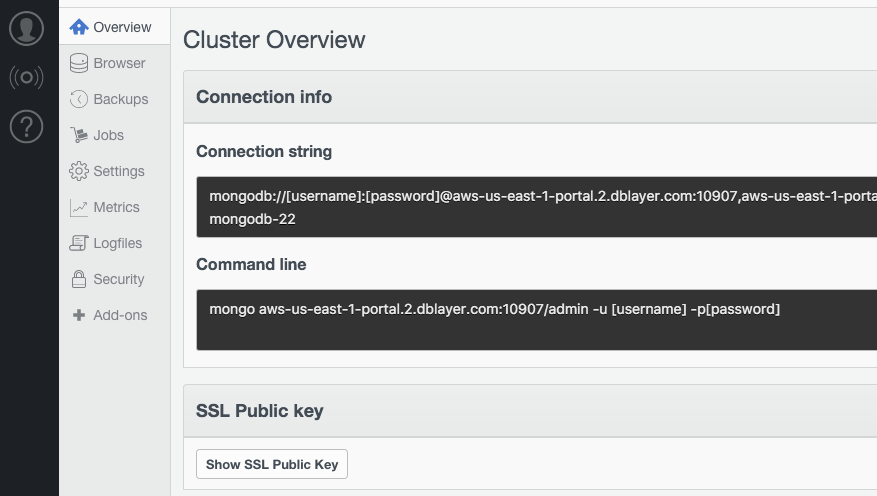 Overview
Browser
Backups
Jobs
Settings
Metrics
Logfiles
Security
Add-ons
Cluster Overview
Connection info
Connection string
mongodb://[username]:[password]@aws-us-east-1-portal.2.dblayer.com:10907,aws-us-east-1-porta
mongodb-22
Command line
mongo aws-us-east-1-portal.2.dblayer.com:10907/admin -u [username] -p[password]
SSL Public key
Show SSL Public Key